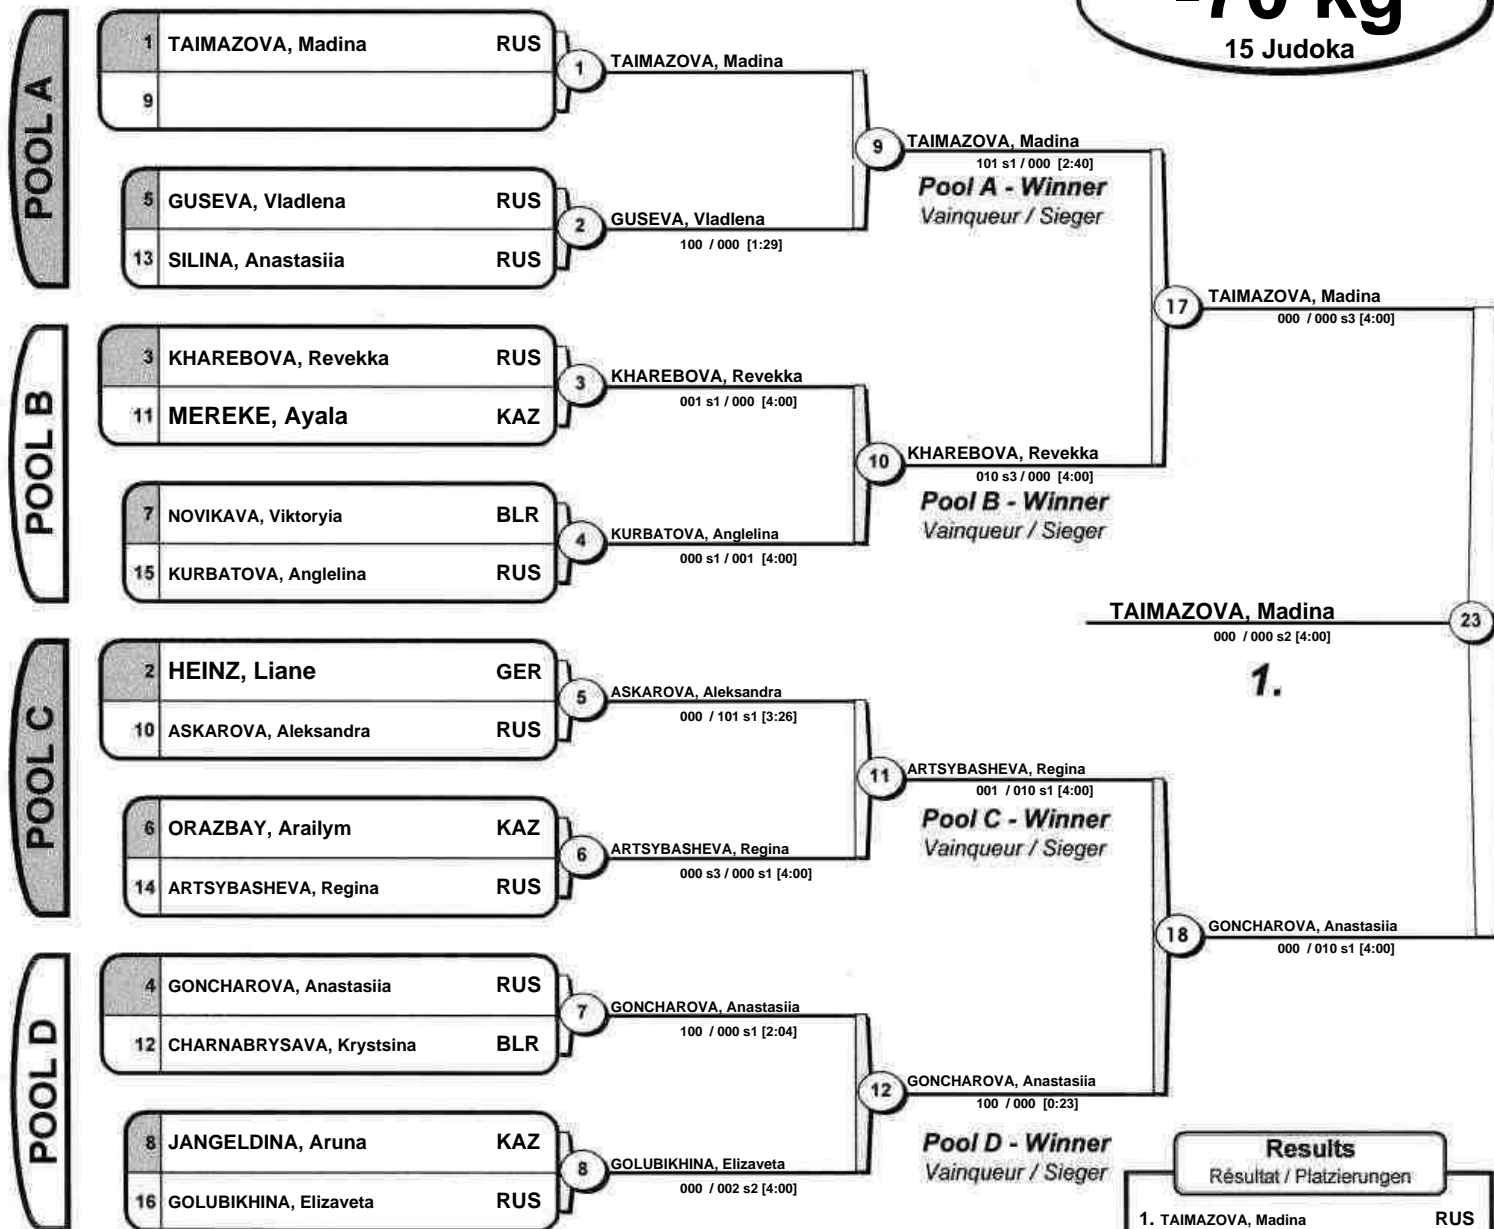 -70 kg
15 Judoka
POOL A
1 TAIMAZOVA, Madina RUS
9
1
TAIMAZOVA, Madina
5 GUSEVA, Vladlena RUS
13 SILINA, Anastasiia RUS
2
GUSEVA, Vladlena
100 / 000 [1:29]
9
TAIMAZOVA, Madina
101 s1 / 000 [2:40]
Pool A - Winner
Vainqueur / Sieger
POOL B
3 KHAREBOVA, Revekka RUS
11 MEREKE, Ayala KAZ
3
KHAREBOVA, Revekka
001 s1 / 000 [4:00]
7 NOVIKAVA, Viktoryia BLR
15 KURBATOVA, Anglelina RUS
4
KURBATOVA, Anglelina
000 s1 / 001 [4:00]
10
KHAREBOVA, Revekka
010 s3 / 000 [4:00]
Pool B - Winner
Vainqueur / Sieger
17
TAIMAZOVA, Madina
000 / 000 s3 [4:00]
POOL C
2 HEINZ, Liane GER
10 ASKAROVA, Aleksandra RUS
5
ASKAROVA, Aleksandra
000 / 101 s1 [3:26]
6 ORAZBAY, Arailym KAZ
14 ARTSYBASHEVA, Regina RUS
6
ARTSYBASHEVA, Regina
000 s3 / 000 s1 [4:00]
11
ARTSYBASHEVA, Regina
001 / 010 s1 [4:00]
Pool C - Winner
Vainqueur / Sieger
POOL D
4 GONCHAROVA, Anastasiia RUS
12 CHARNABRYSAVA, Krystsina BLR
7
GONCHAROVA, Anastasiia
100 / 000 s1 [2:04]
8 JANGELDINA, Aruna KAZ
16 GOLUBIKHINA, Elizaveta RUS
8
GOLUBIKHINA, Elizaveta
000 / 002 s2 [4:00]
12
GONCHAROVA, Anastasiia
100 / 000 [0:23]
Pool D - Winner
Vainqueur / Sieger
18
GONCHAROVA, Anastasiia
000 / 010 s1 [4:00]
23
TAIMAZOVA, Madina
000 / 000 s2 [4:00]
1.
Results
Résultat / Platzierungen
1. TAIMAZOVA, Madina RUS